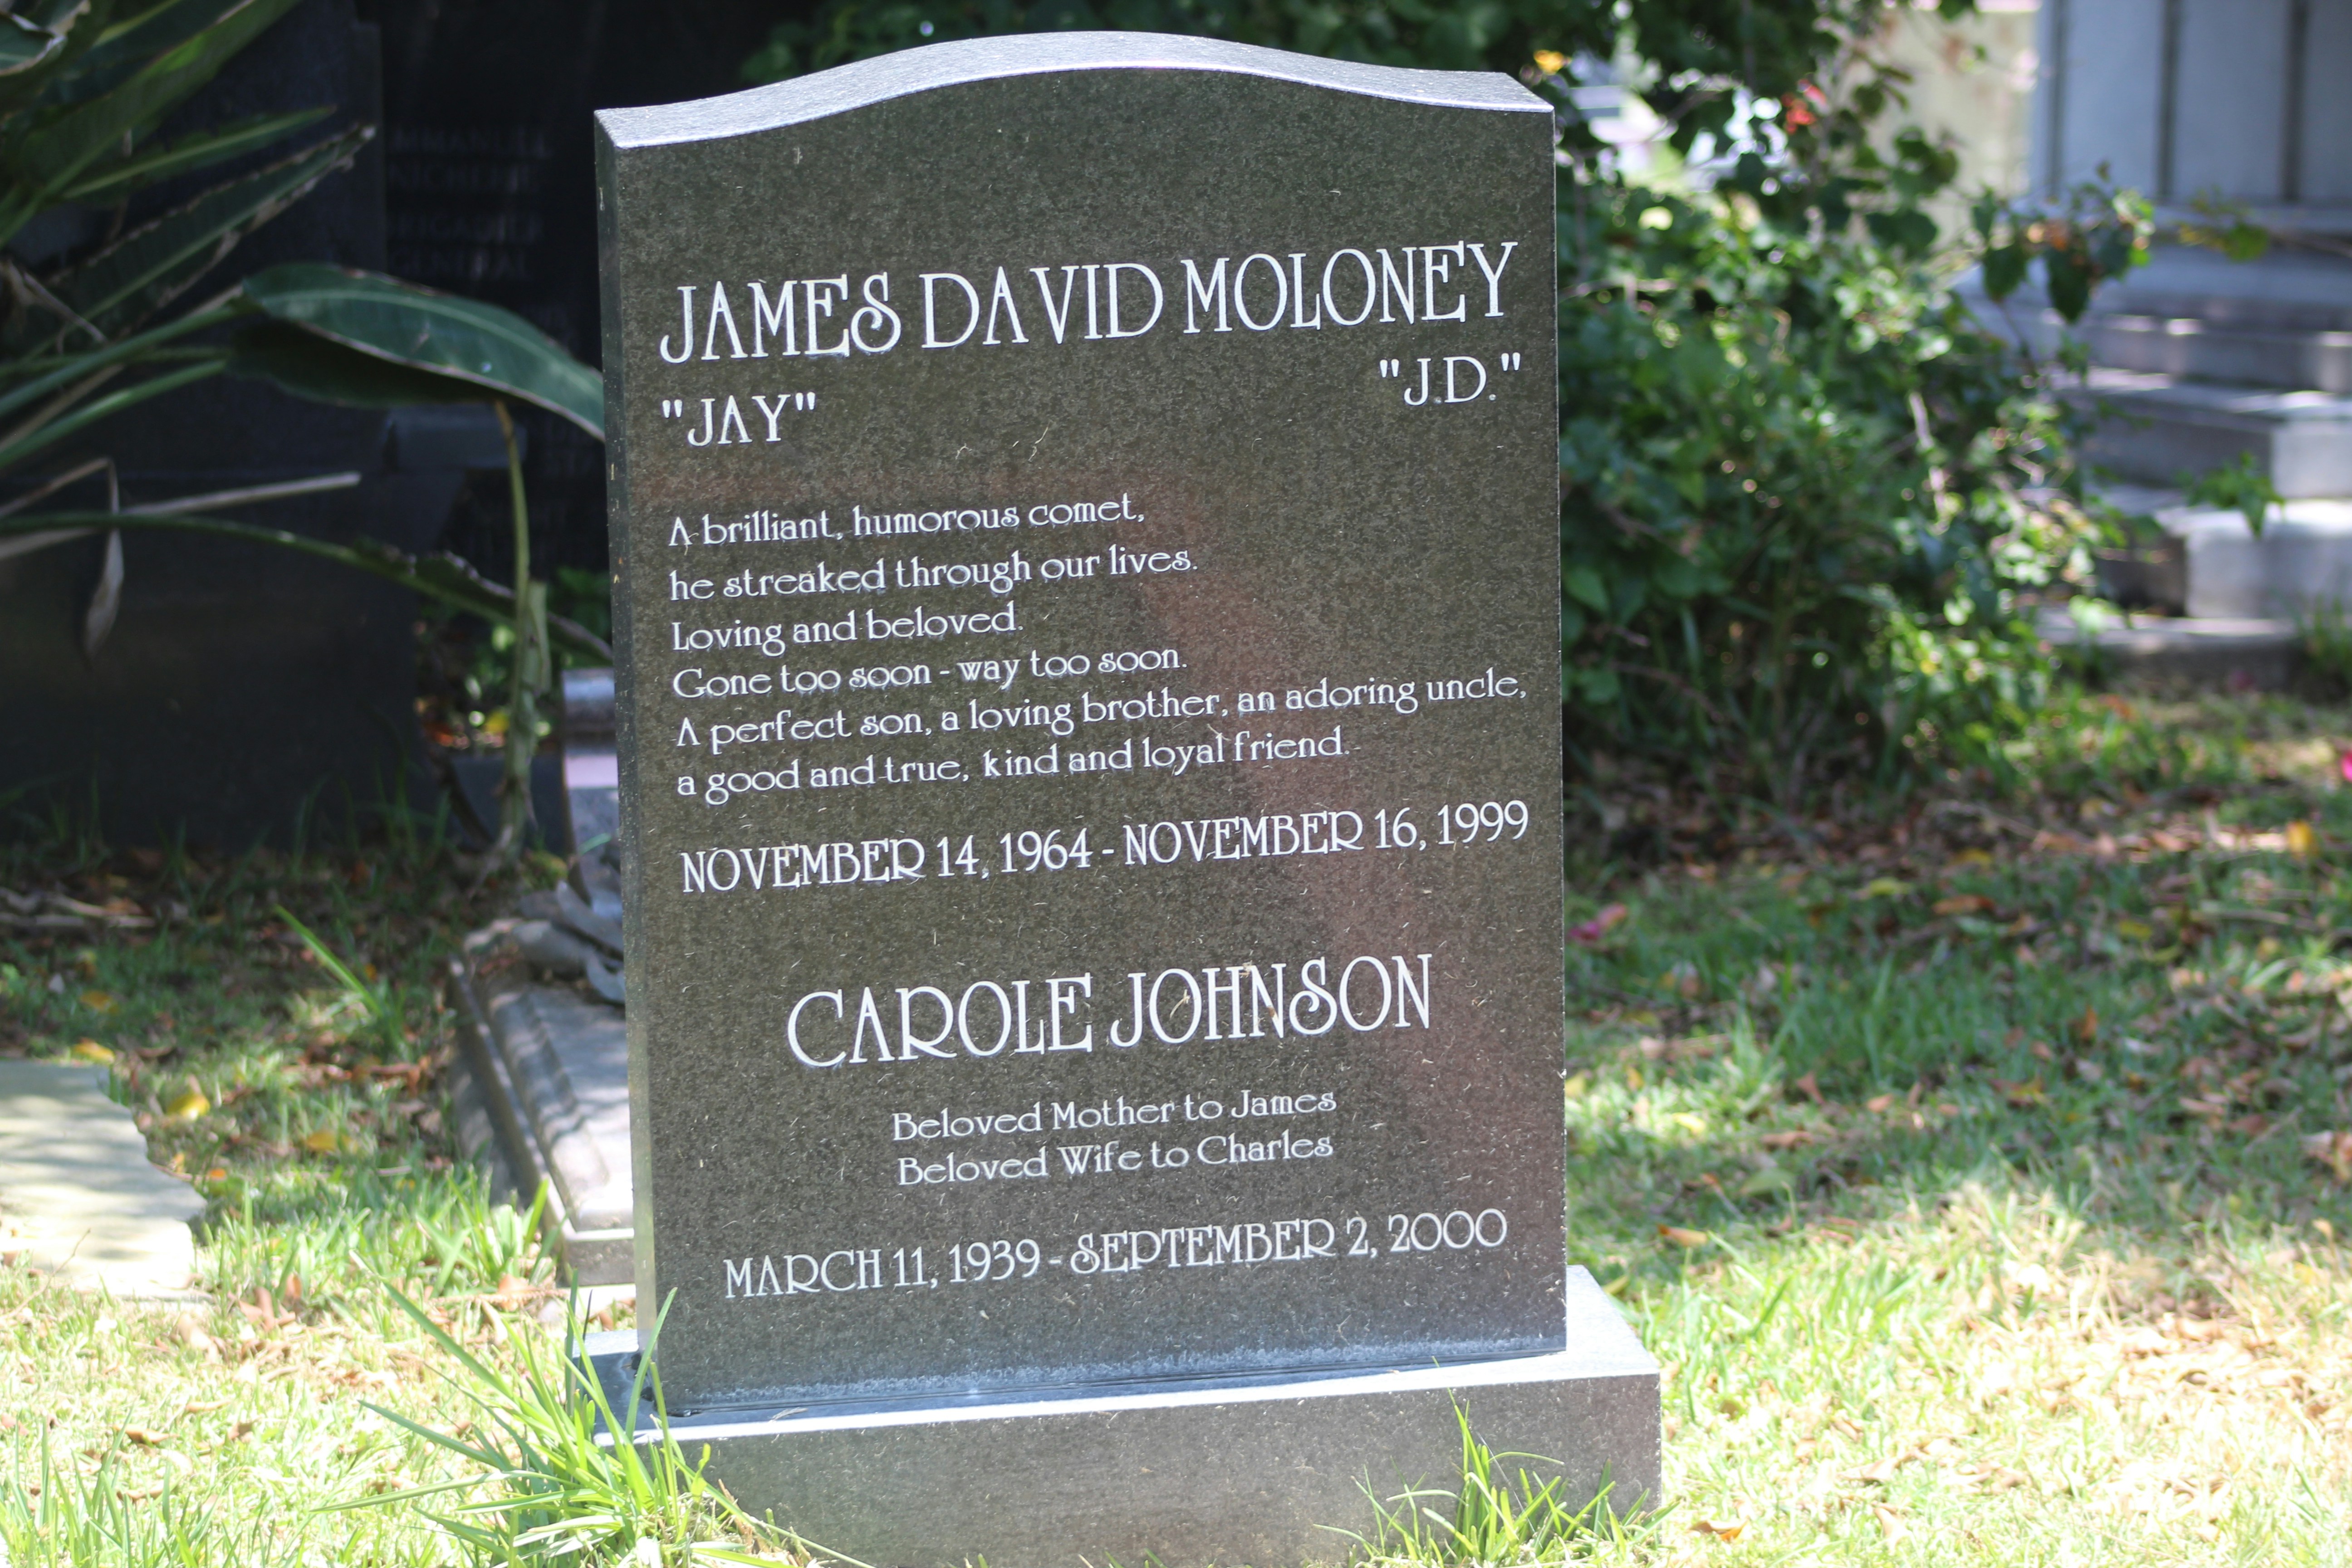 JAMES DAVID MOLONEY
"JAY" "J.D."
A brilliant, humorous comet,
he streaked through our lives.
Loving and beloved.
Gone too soon - way too soon.
A perfect son, a loving brother, an adoring uncle,
a good and true, kind and loyal friend.
NOVEMBER 14, 1964 - NOVEMBER 16, 1999
CAROLE JOHNSON
Beloved Mother to James
Beloved Wife to Charles
MARCH 11, 1939 - SEPTEMBER 2, 2000
BRIGADIER
GENERAL